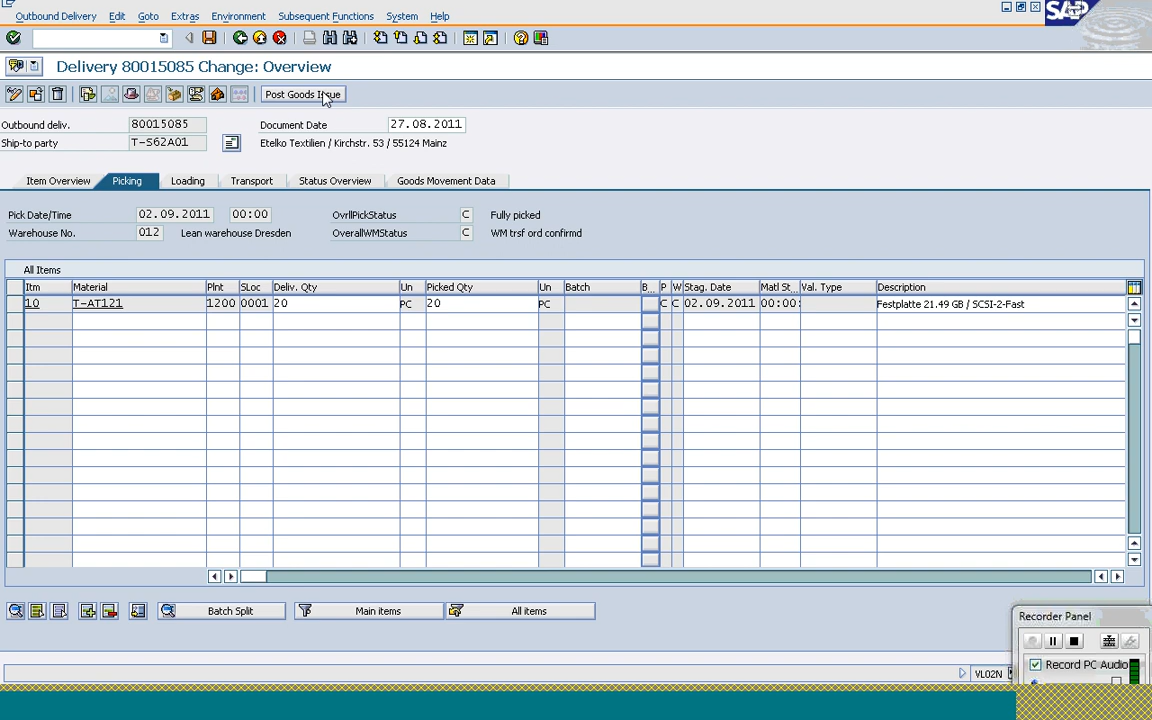 Outbound Delivery Edit Goto Extras Environment Subsequent Functions System Help
SAP
Delivery 80015085 Change: Overview
Post Goods Issue
Outbound deliv. 80015085 Document Date 27.08.2011
Ship-to party T-S62A01 Etelko Textilien / Kirchstr. 53 / 55124 Mainz
Item Overview Picking Loading Transport Status Overview Goods Movement Data
Pick Date/Time 02.09.2011 00:00 OvrllPickStatus C Fully picked
Warehouse No. 012 Lean warehouse Dresden OverallWMStatus C WM trsf ord confirmd
All Items
Itm Material Plnt SLoc Deliv. Qty Un Picked Qty Un Batch B... P W Stag. Date Matl St... Val. Type Description
10 T-AT121 1200 0001 20 PC 20 PC C C 02.09.2011 00:00: Festplatte 21.49 GB / SCSI-2-Fast
Batch Split Main items All items
Recorder Panel
Record PC Audio
VL02N